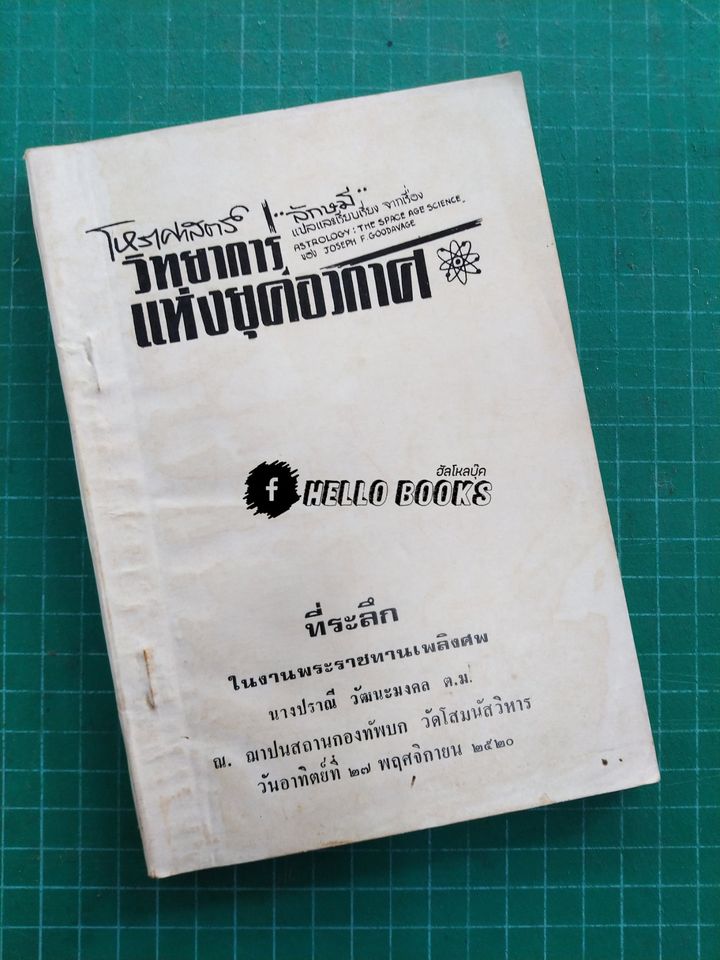 โหราศาสตร์
วิทยาการ
แห่งยุคอวกาศ
"ลักษมี"
แปลและเรียบเรียง จากเรื่อง
ASTROLOGY: THE SPACE AGE SCIENCE.
ของ JOSEPH F. GOODAVAGE
ฮัลโหลบุ๊ค
f HELLO BOOKS
ที่ระลึก
ในงานพระราชทานเพลิงศพ
นางปราณี วัฒนะมงคล ต.ม.
ณ. ฌาปนสถานกองทัพบก วัดโสมนัสวิหาร
วันอาทิตย์ที่ ๒๗ พฤศจิกายน ๒๕๒๐